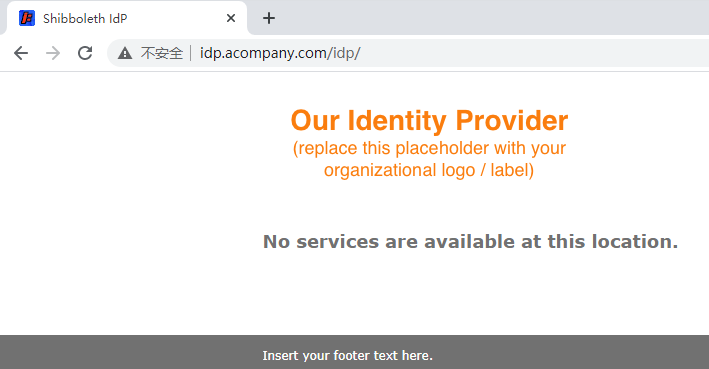 Shibboleth IdP
不安全 idp.acompany.com/idp/
Our Identity Provider
(replace this placeholder with your
organizational logo / label)
No services are available at this location.
Insert your footer text here.